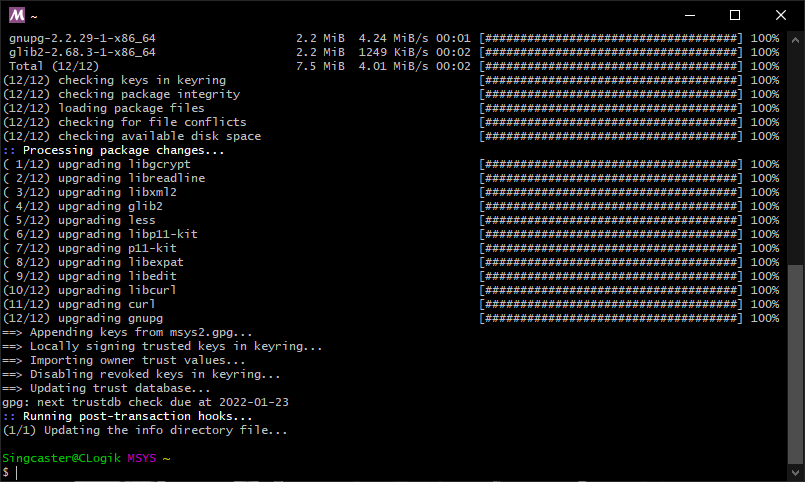 M ~
gnupg-2.2.29-1-x86_64 2.2 MiB 4.24 MiB/s 00:01 [####################################] 100%
glib2-2.68.3-1-x86_64 2.2 MiB 1249 KiB/s 00:02 [####################################] 100%
Total (12/12) 7.5 MiB 4.01 MiB/s 00:02 [####################################] 100%
(12/12) checking keys in keyring [####################################] 100%
(12/12) checking package integrity [####################################] 100%
(12/12) loading package files [####################################] 100%
(12/12) checking for file conflicts [####################################] 100%
(12/12) checking available disk space [####################################] 100%
:: Processing package changes...
( 1/12) upgrading libgcrypt [####################################] 100%
( 2/12) upgrading libreadline [####################################] 100%
( 3/12) upgrading libxml2 [####################################] 100%
( 4/12) upgrading glib2 [####################################] 100%
( 5/12) upgrading less [####################################] 100%
( 6/12) upgrading libp11-kit [####################################] 100%
( 7/12) upgrading p11-kit [####################################] 100%
( 8/12) upgrading libexpat [####################################] 100%
( 9/12) upgrading libedit [####################################] 100%
(10/12) upgrading libcurl [####################################] 100%
(11/12) upgrading curl [####################################] 100%
(12/12) upgrading gnupg [####################################] 100%
==> Appending keys from msys2.gpg...
==> Locally signing trusted keys in keyring...
==> Importing owner trust values...
==> Disabling revoked keys in keyring...
==> Updating trust database...
gpg: next trustdb check due at 2022-01-23
:: Running post-transaction hooks...
(1/1) Updating the info directory file...
Singcaster@CLogik MSYS ~
$